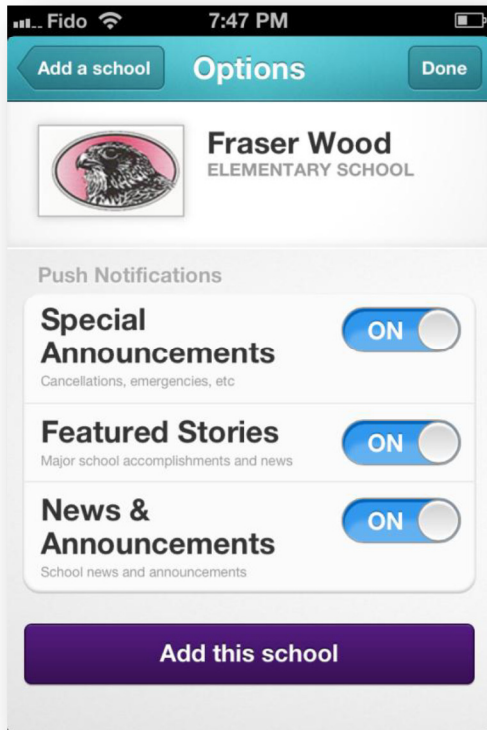 Fido 7:47 PM
Add a school Options Done
Fraser Wood
ELEMENTARY SCHOOL
Push Notifications
Special
Announcements
ON
Cancellations, emergencies, etc
Featured Stories
ON
Major school accomplishments and news
News &
Announcements
ON
School news and announcements
Add this school